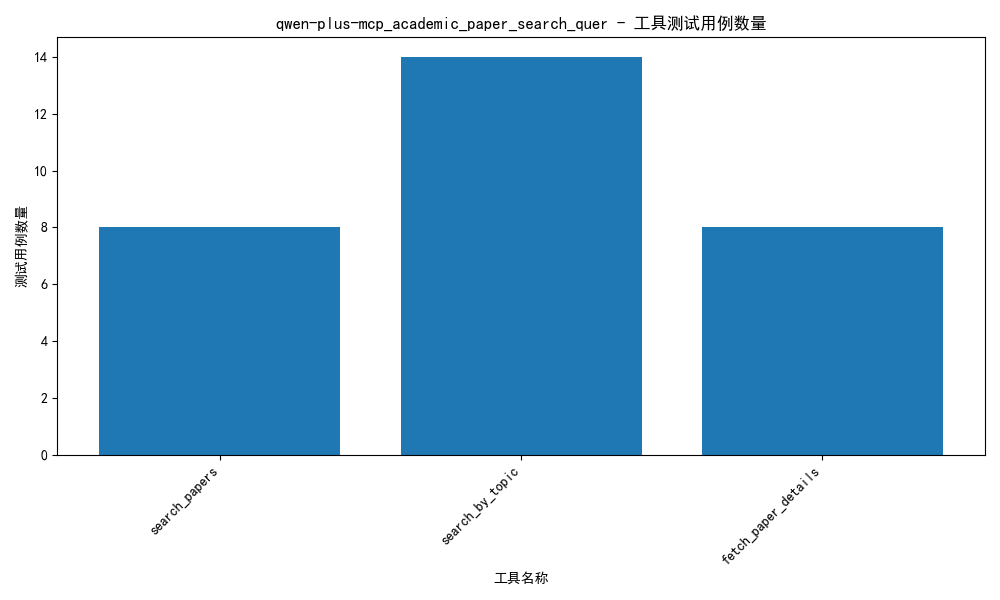 qwen-plus-mcp_academic_paper_search_quer - 工具测试用例数量
测试用例数量
14
12
10
8
6
4
2
0
search_papers
search_by_topic
fetch_paper_details
工具名称